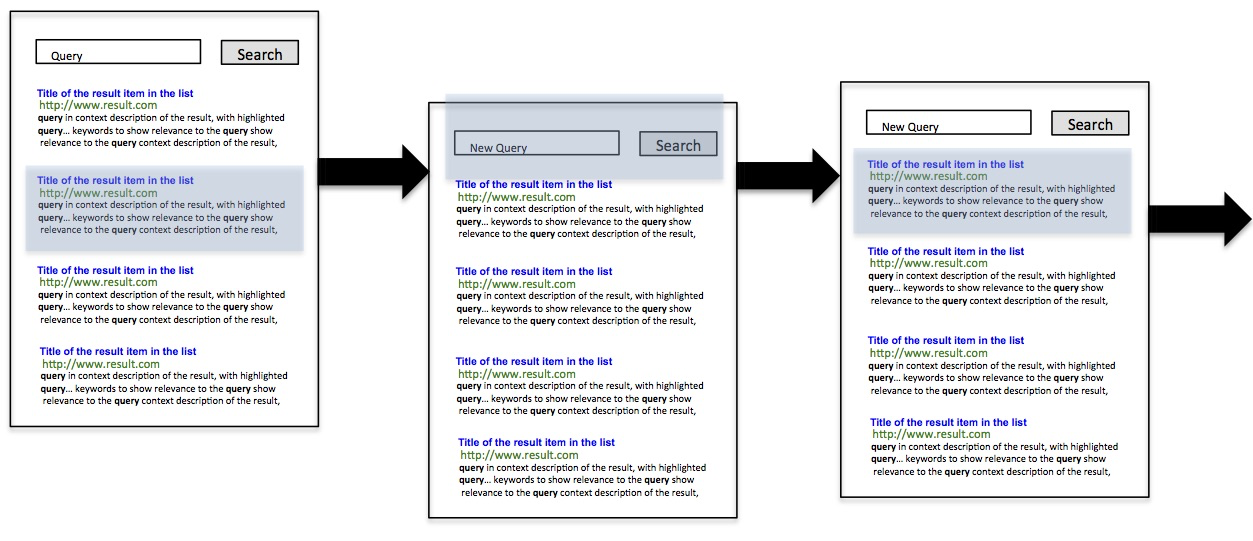 Query
Search
Title of the result item in the list
http://www.result.com
query in context description of the result, with highlighted
query... keywords to show relevance to the query show
relevance to the query context description of the result,
Title of the result item in the list
http://www.result.com
query in context description of the result, with highlighted
query... keywords to show relevance to the query show
relevance to the query context description of the result,
Title of the result item in the list
http://www.result.com
query in context description of the result, with highlighted
query... keywords to show relevance to the query show
relevance to the query context description of the result,
Title of the result item in the list
http://www.result.com
query in context description of the result, with highlighted
query... keywords to show relevance to the query show
relevance to the query context description of the result,
New Query
Search
Title of the result item in the list
http://www.result.com
query in context description of the result, with highlighted
query... keywords to show relevance to the query show
relevance to the query context description of the result,
Title of the result item in the list
http://www.result.com
query in context description of the result, with highlighted
query... keywords to show relevance to the query show
relevance to the query context description of the result,
Title of the result item in the list
http://www.result.com
query in context description of the result, with highlighted
query... keywords to show relevance to the query show
relevance to the query context description of the result,
Title of the result item in the list
http://www.result.com
query in context description of the result, with highlighted
query... keywords to show relevance to the query show
relevance to the query context description of the result,
New Query
Search
Title of the result item in the list
http://www.result.com
query in context description of the result, with highlighted
query... keywords to show relevance to the query show
relevance to the query context description of the result,
Title of the result item in the list
http://www.result.com
query in context description of the result, with highlighted
query... keywords to show relevance to the query show
relevance to the query context description of the result,
Title of the result item in the list
http://www.result.com
query in context description of the result, with highlighted
query... keywords to show relevance to the query show
relevance to the query context description of the result,
Title of the result item in the list
http://www.result.com
query in context description of the result, with highlighted
query... keywords to show relevance to the query show
relevance to the query context description of the result,